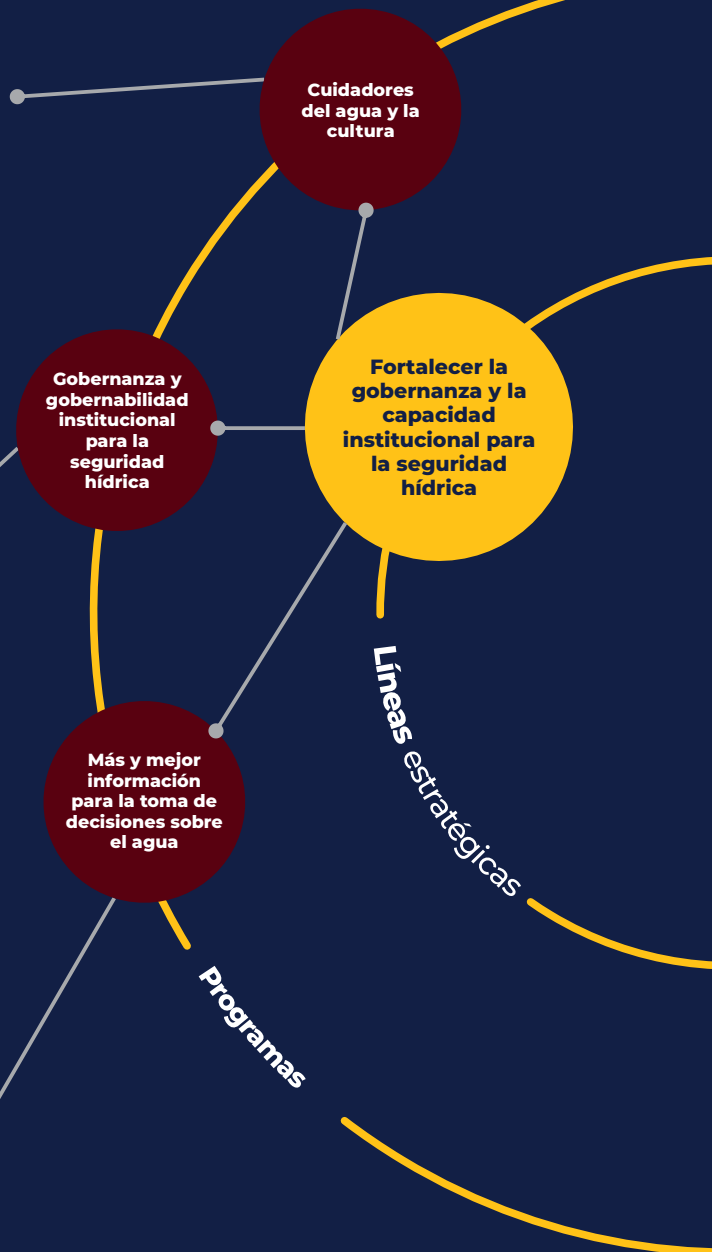 Cuidadores
del agua y la
cultura
Fortalecer la
gobernanza y la
capacidad
institucional para
la seguridad
hídrica
Gobernanza y
gobernabilidad
institucional
para la
seguridad
hídrica
Líneas estratégicas
Más y mejor
información
para la toma de
decisiones sobre
el agua
Programas